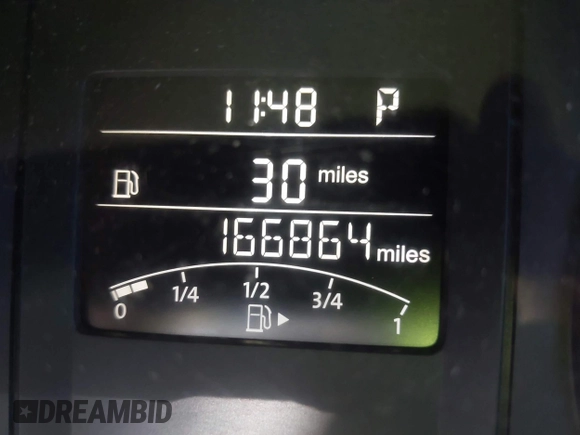 11:48 P
30 miles
166864 miles
0 1/4 1/2 3/4 1
DREAMBID